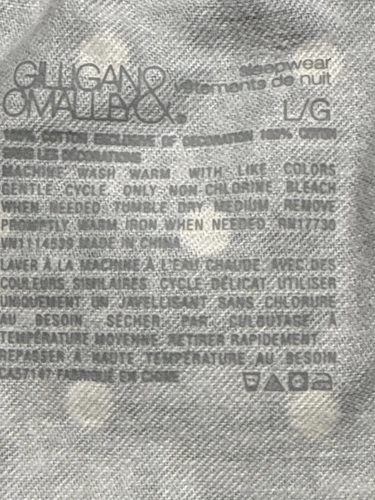 GILLIGAN &
O'MALLEY&®
sleepwear
vêtements de nuit
L/G
100% COTTON EXCLUSIVE OF DECORATION 100% COTON
SUR LES DÉCORATIONS
MACHINE WASH WARM WITH LIKE COLORS
GENTLE CYCLE. ONLY NON-CHLORINE BLEACH
WHEN NEEDED. TUMBLE DRY MEDIUM. REMOVE
PROMPTLY. WARM IRON WHEN NEEDED. RN17730
VN1114539 MADE IN CHINA
LAVER À LA MACHINE À L'EAU CHAUDE, AVEC DES
COULEURS SIMILAIRES. CYCLE DÉLICAT. UTILISER
UNIQUEMENT UN JAVELLISANT SANS CHLORURE
AU BESOIN. SÉCHER PAR CULBUTAGE À
TEMPÉRATURE MOYENNE. RETIRER RAPIDEMENT.
REPASSER À HAUTE TEMPÉRATURE AU BESOIN.
CA57147 FABRIQUÉ EN CHINE